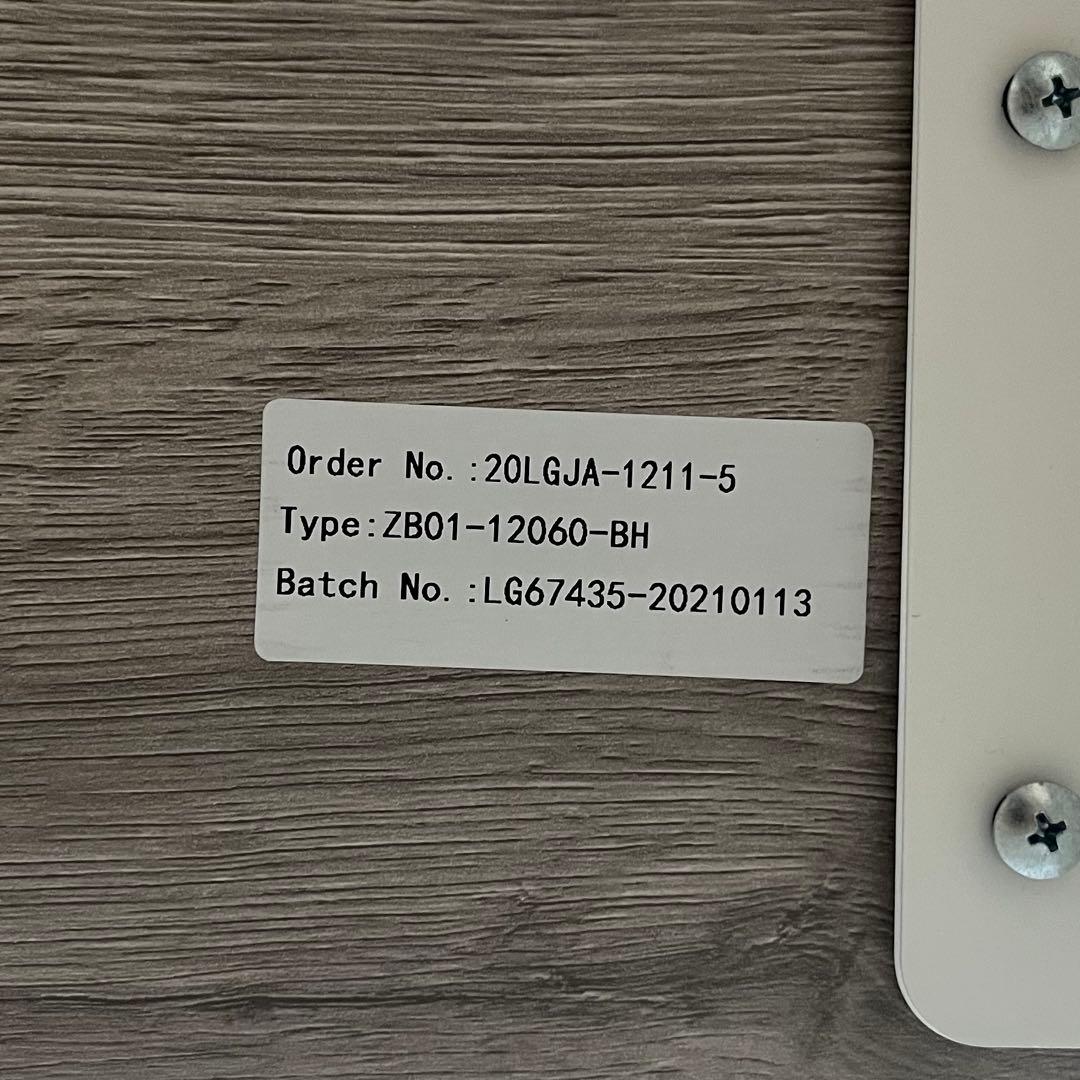 Order No.:20LGJA-1211-5
Type:ZB01-12060-BH
Batch No.:LG67435-20210113